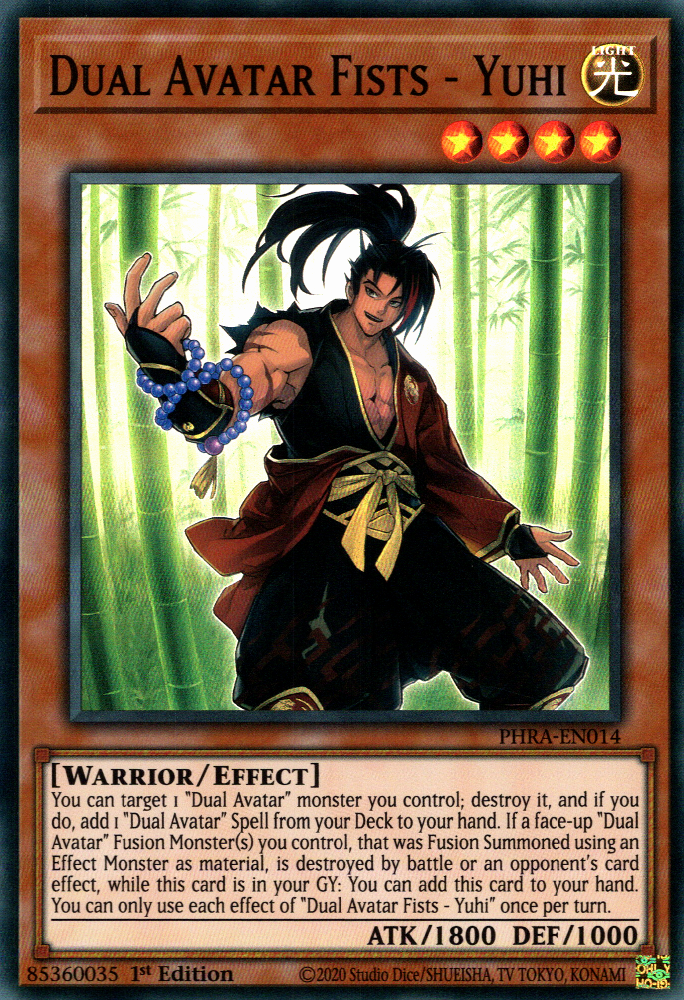 DUAL AVATAR FISTS - YUHI
LIGHT
光
PHRA-EN014
[WARRIOR/EFFECT]
You can target 1 "Dual Avatar" monster you control; destroy it, and if you
do, add 1 "Dual Avatar" Spell from your Deck to your hand. If a face-up "Dual
Avatar" Fusion Monster(s) you control, that was Fusion Summoned using an
Effect Monster as material, is destroyed by battle or an opponent's card
effect, while this card is in your GY: You can add this card to your hand.
You can only use each effect of "Dual Avatar Fists - Yuhi" once per turn.
ATK/1800 DEF/1000
85360035 1st Edition ©2020 Studio Dice/SHUEISHA, TV TOKYO, KONAMI